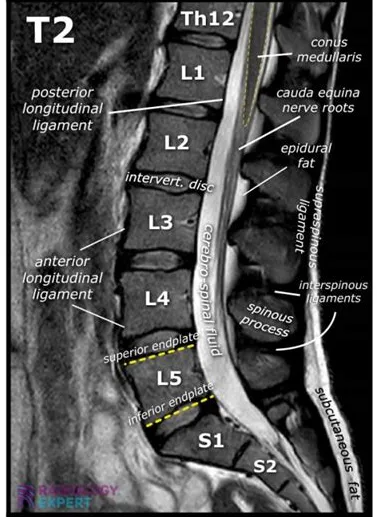 T2
Th12
conus
medullaris
L1
posterior
longitudinal
ligament
cauda equina
nerve roots
L2
epidural
fat
intervert. disc
supraspinous
ligament
L3
cerebrospinal fluid
anterior
longitudinal
ligament
interspinous
ligaments
L4
spinous
process
superior endplate
L5
inferior endplate
subcutaneous fat
S1
S2
RADIOLOGY
EXPERT